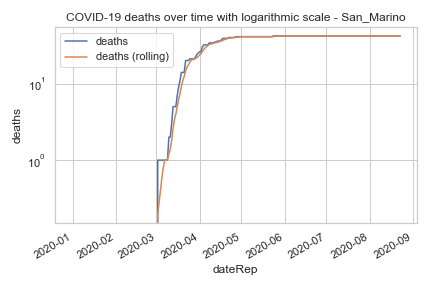 COVID-19 deaths over time with logarithmic scale - San_Marino
deaths
deaths (rolling)
10¹
10⁰
deaths
2020-01
2020-02
2020-03
2020-04
2020-05
2020-06
2020-07
2020-08
2020-09
dateRep